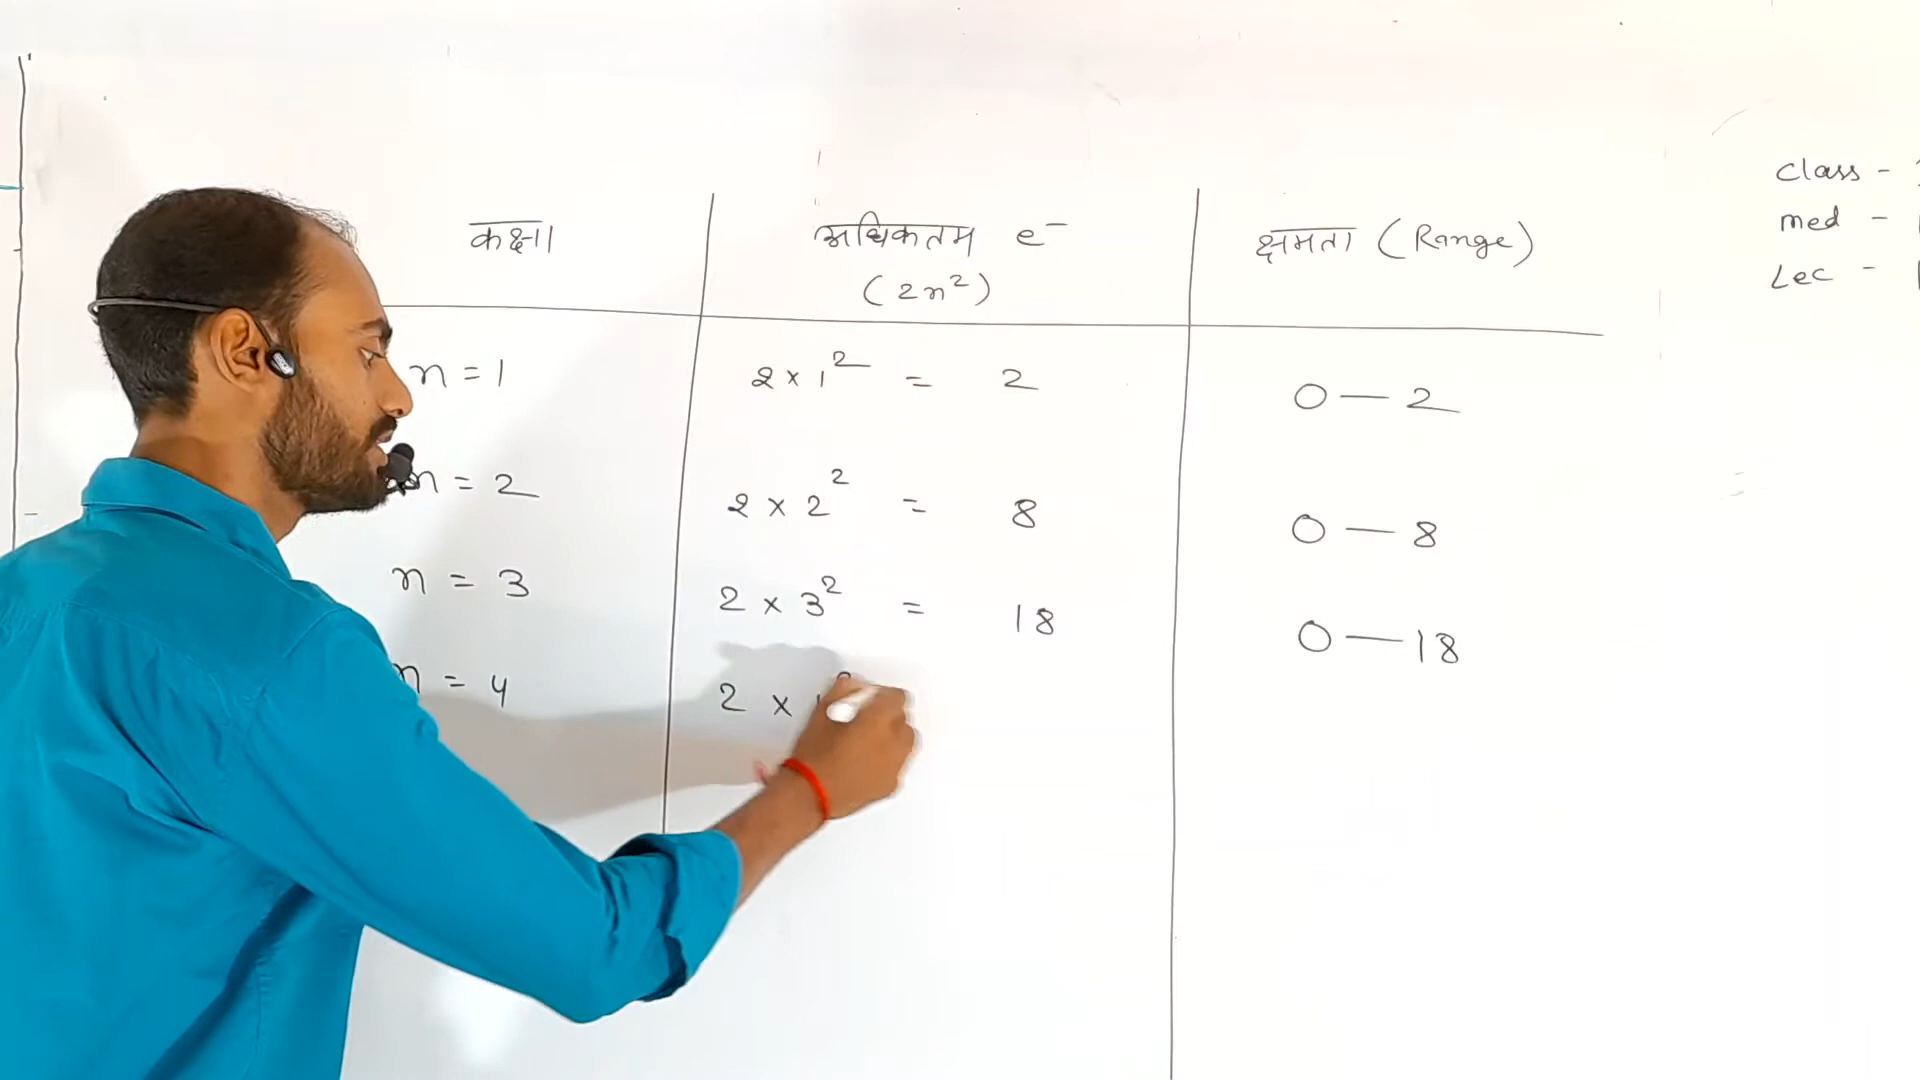 कक्षा अधिकतम e⁻ क्षमता (Range)
(2n²)
n = 1 2 × 1² = 2 0 — 2
n = 2 2 × 2² = 8 0 — 8
n = 3 2 × 3² = 18 0 — 18
n = 4 2 ×
Class -
med -
Lec -